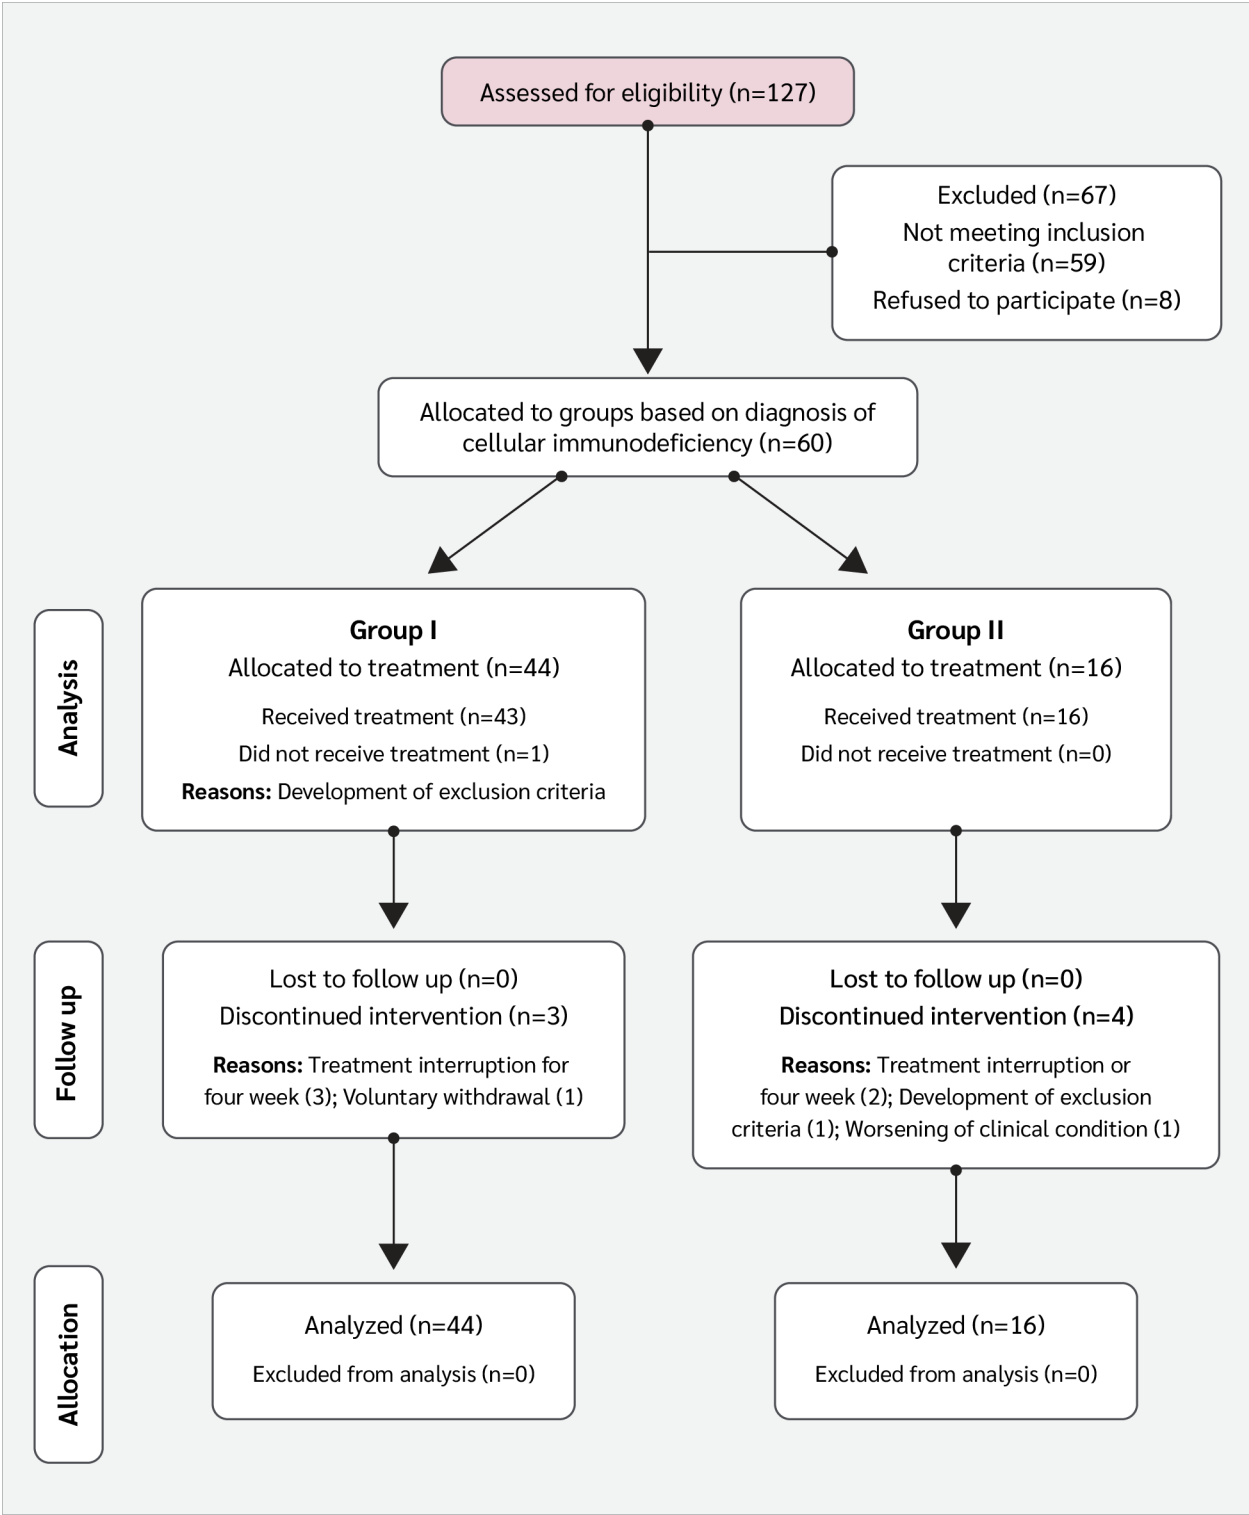 Assessed for eligibility (n=127)
Excluded (n=67)
Not meeting inclusion
criteria (n=59)
Refused to participate (n=8)
Allocated to groups based on diagnosis of
cellular immunodeficiency (n=60)
Analysis
Group I
Allocated to treatment (n=44)
Received treatment (n=43)
Did not receive treatment (n=1)
Reasons: Development of exclusion criteria
Group II
Allocated to treatment (n=16)
Received treatment (n=16)
Did not receive treatment (n=0)
Follow up
Lost to follow up (n=0)
Discontinued intervention (n=3)
Reasons: Treatment interruption for
four week (3); Voluntary withdrawal (1)
Lost to follow up (n=0)
Discontinued intervention (n=4)
Reasons: Treatment interruption or
four week (2); Development of exclusion
criteria (1); Worsening of clinical condition (1)
Allocation
Analyzed (n=44)
Excluded from analysis (n=0)
Analyzed (n=16)
Excluded from analysis (n=0)